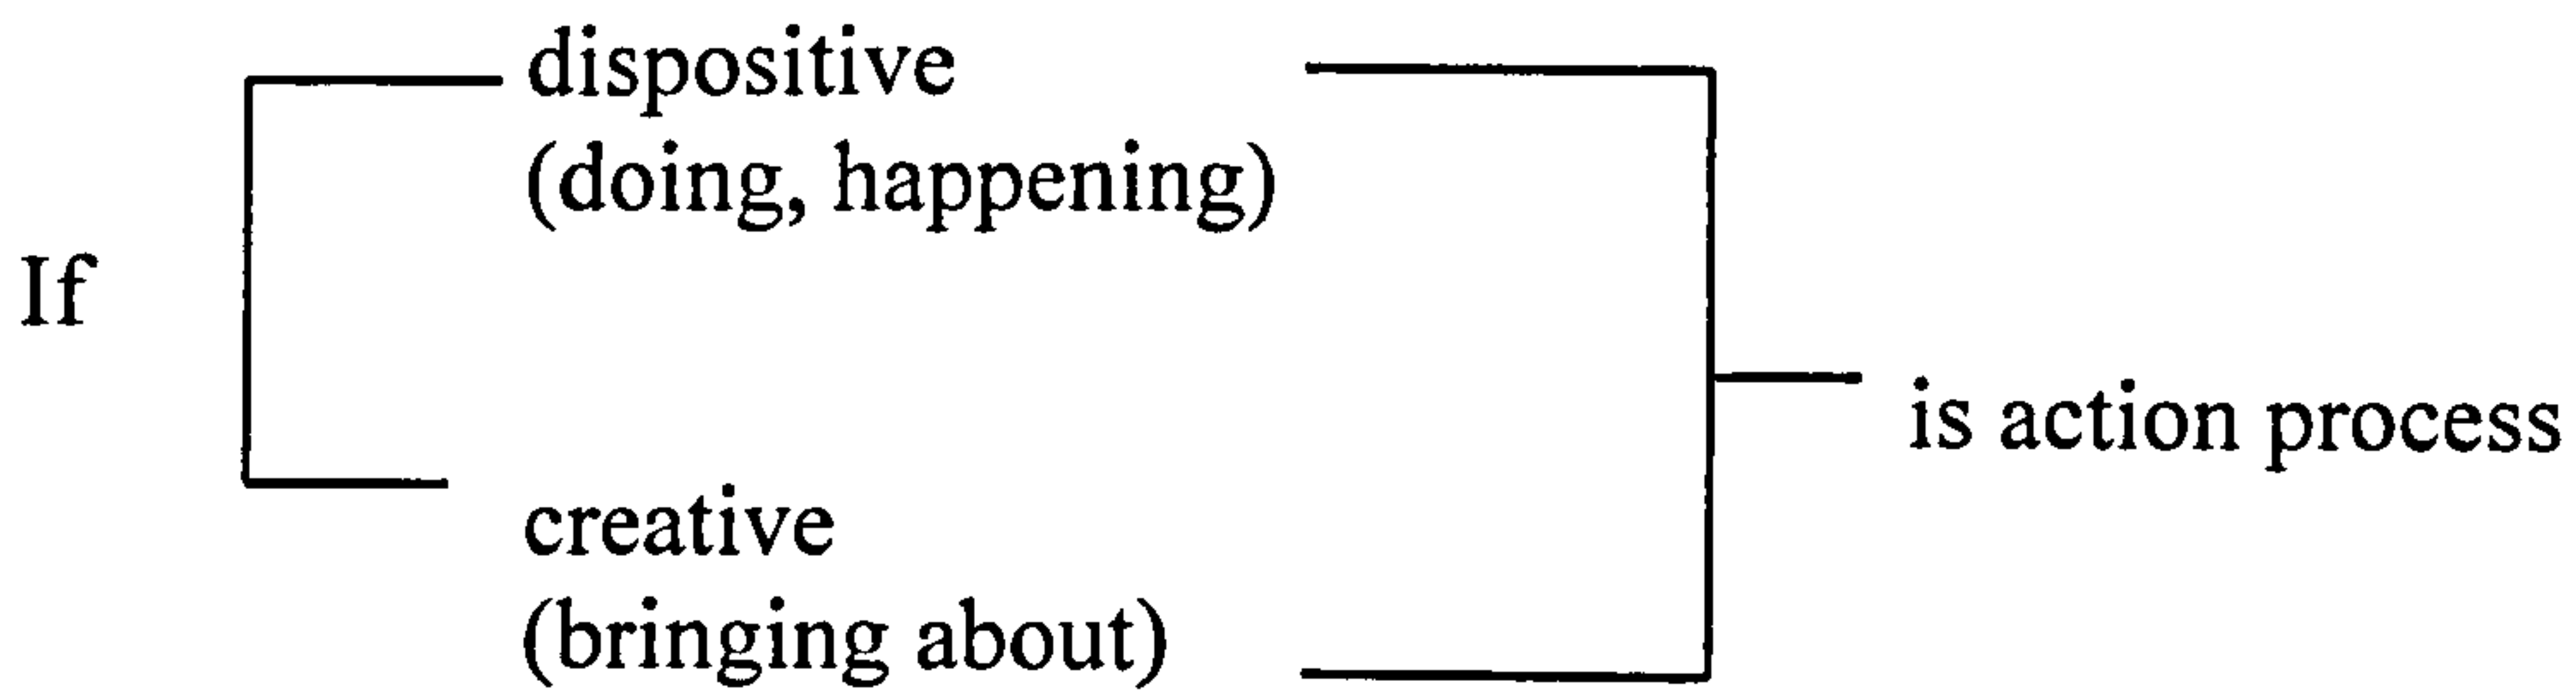 dispositive
(doing, happening)
If
is action process
creative
(bringing about)